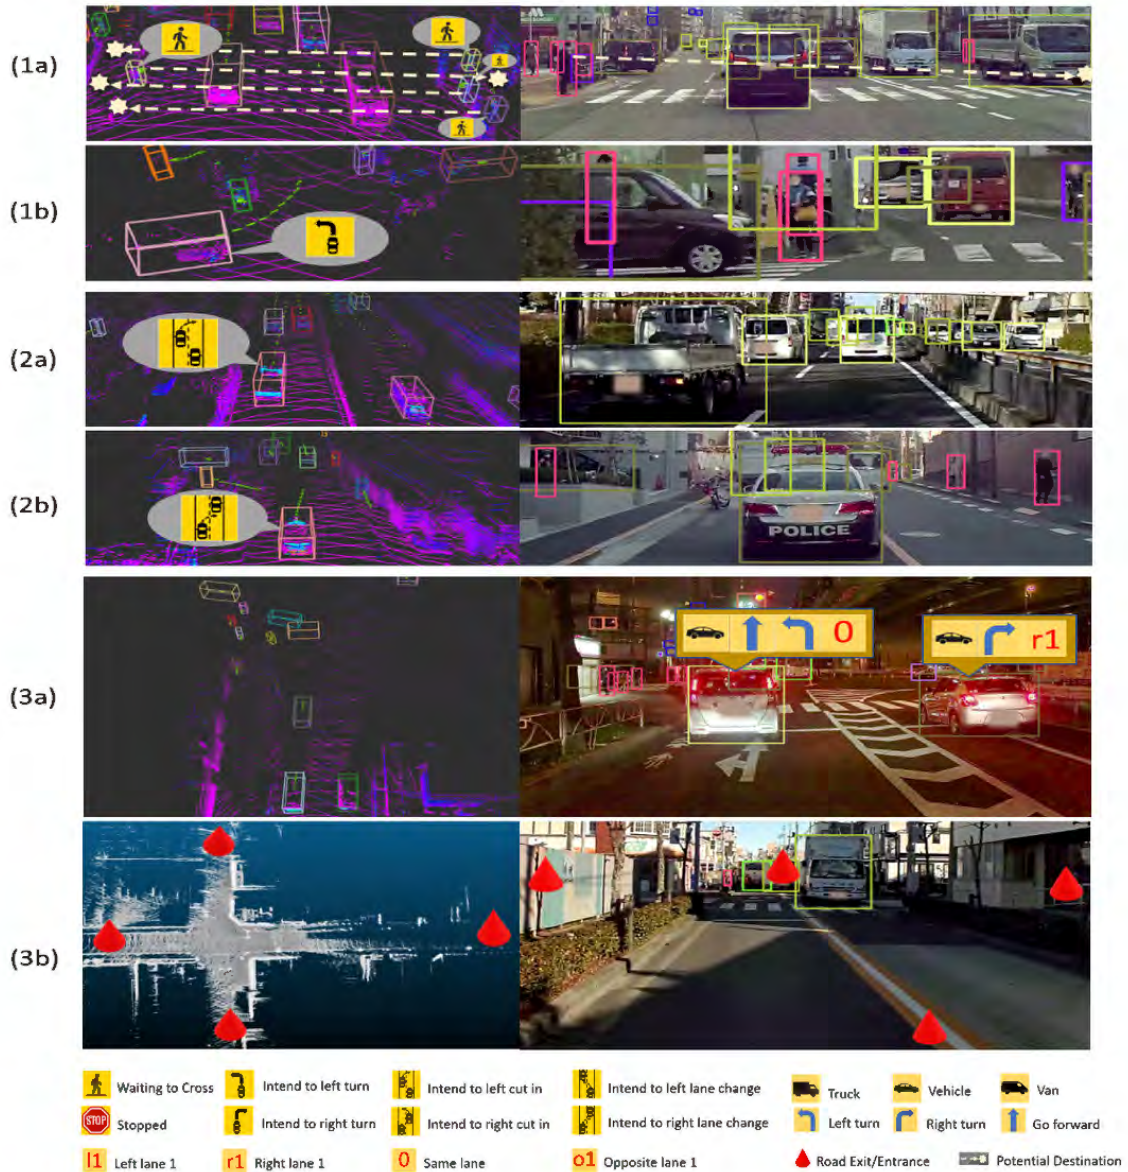 (1a)
(1b)
(2a)
(2b)
POLICE
(3a)
0
r1
(3b)
Waiting to Cross
Intend to left turn
Intend to left cut in
Intend to left lane change
Truck
Vehicle
Van
STOP
Stopped
Intend to right turn
Intend to right cut in
Intend to right lane change
Left turn
Right turn
Go forward
l1 Left lane 1
r1 Right lane 1
0 Same lane
o1 Opposite lane 1
Road Exit/Entrance
Potential Destination